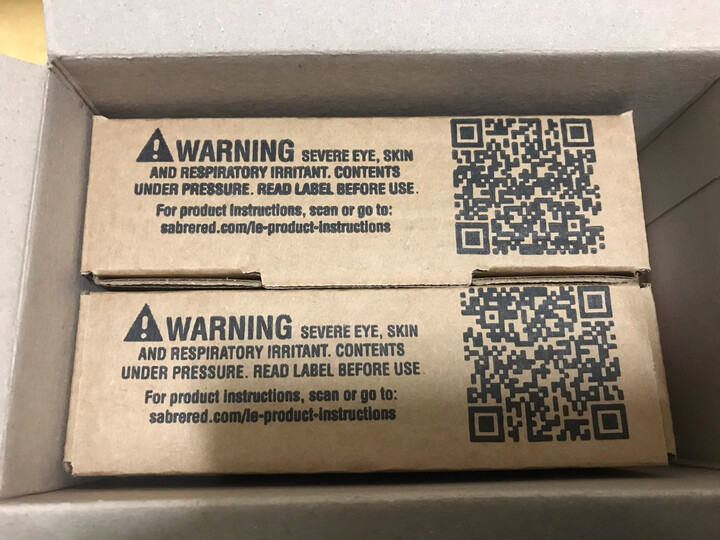 WARNING SEVERE EYE, SKIN
AND RESPIRATORY IRRITANT. CONTENTS
UNDER PRESSURE. READ LABEL BEFORE USE.
For product instructions, scan or go to:
sabrered.com/le-product-instructions
WARNING SEVERE EYE, SKIN
AND RESPIRATORY IRRITANT. CONTENTS
UNDER PRESSURE. READ LABEL BEFORE USE
For product instructions, scan or go to:
sabrered.com/le-product-instructions